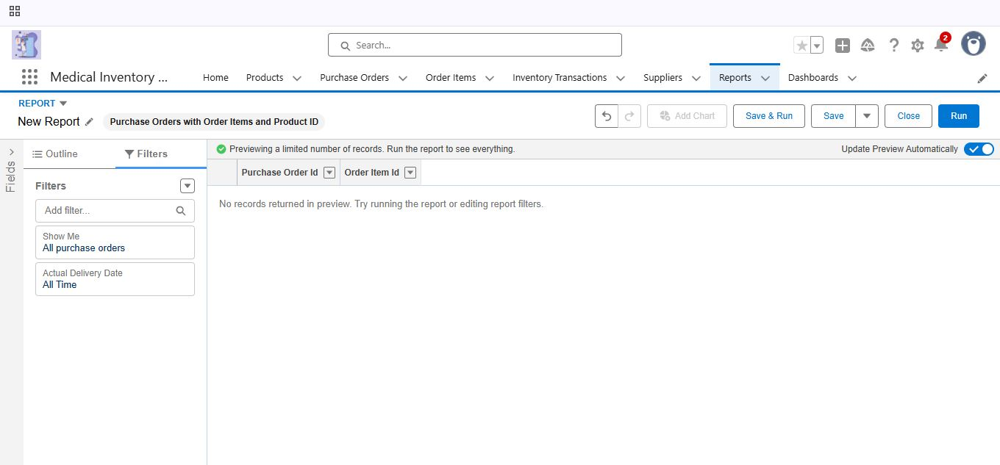 Search...
2
Medical Inventory ...
Home
Products
Purchase Orders
Order Items
Inventory Transactions
Suppliers
Reports
Dashboards
REPORT
New Report
Purchase Orders with Order Items and Product ID
Add Chart
Save & Run
Save
Close
Run
Fields
Outline
Filters
Previewing a limited number of records. Run the report to see everything.
Update Preview Automatically
Filters
Add filter...
Show Me
All purchase orders
Actual Delivery Date
All Time
Purchase Order Id
Order Item Id
No records returned in preview. Try running the report or editing report filters.